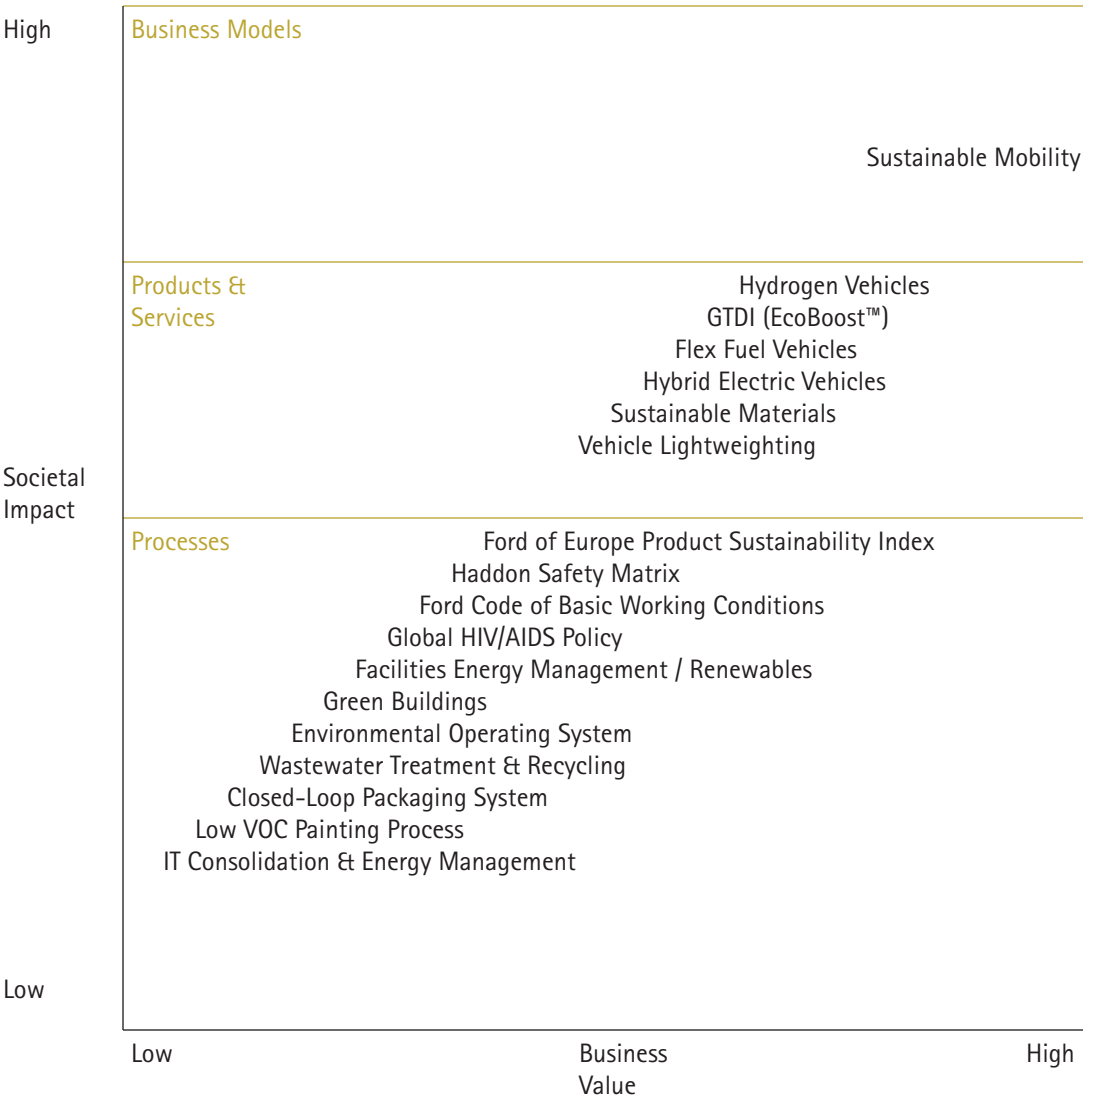 High
Business Models
Sustainable Mobility
Products &
Services
Hydrogen Vehicles
GTDI (EcoBoost™)
Flex Fuel Vehicles
Hybrid Electric Vehicles
Sustainable Materials
Vehicle Lightweighting
Societal
Impact
Processes
Ford of Europe Product Sustainability Index
Haddon Safety Matrix
Ford Code of Basic Working Conditions
Global HIV/AIDS Policy
Facilities Energy Management / Renewables
Green Buildings
Environmental Operating System
Wastewater Treatment & Recycling
Closed-Loop Packaging System
Low VOC Painting Process
IT Consolidation & Energy Management
Low
Low
Business
Value
High